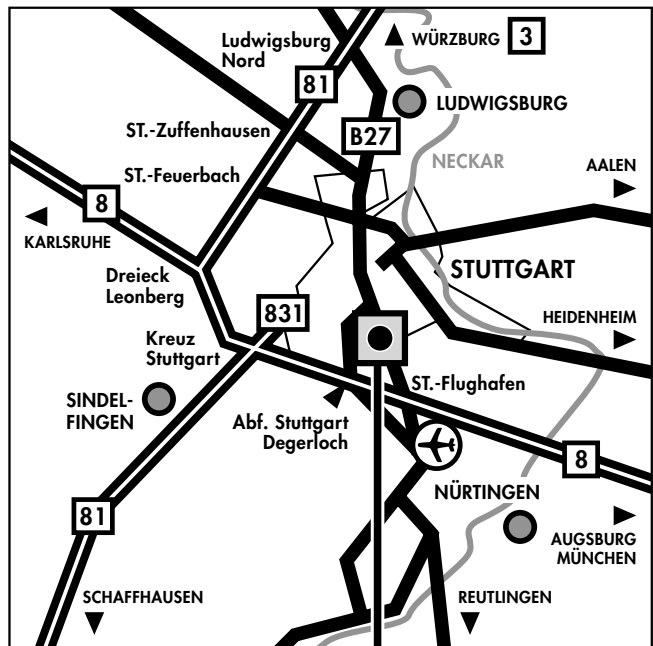 Ludwigsburg
Nord
WÜRZBURG 3
81
LUDWIGSBURG
ST.-Zuffenhausen
B27
NECKAR
AALEN
ST.-Feuerbach
8
KARLSRUHE
STUTTGART
Dreieck
Leonberg
831
HEIDENHEIM
Kreuz
Stuttgart
ST.-Flughafen
SINDEL-
FINGEN
Abf. Stuttgart
Degerloch
8
NÜRTINGEN
81
AUGSBURG
MÜNCHEN
SCHAFFHAUSEN
REUTLINGEN